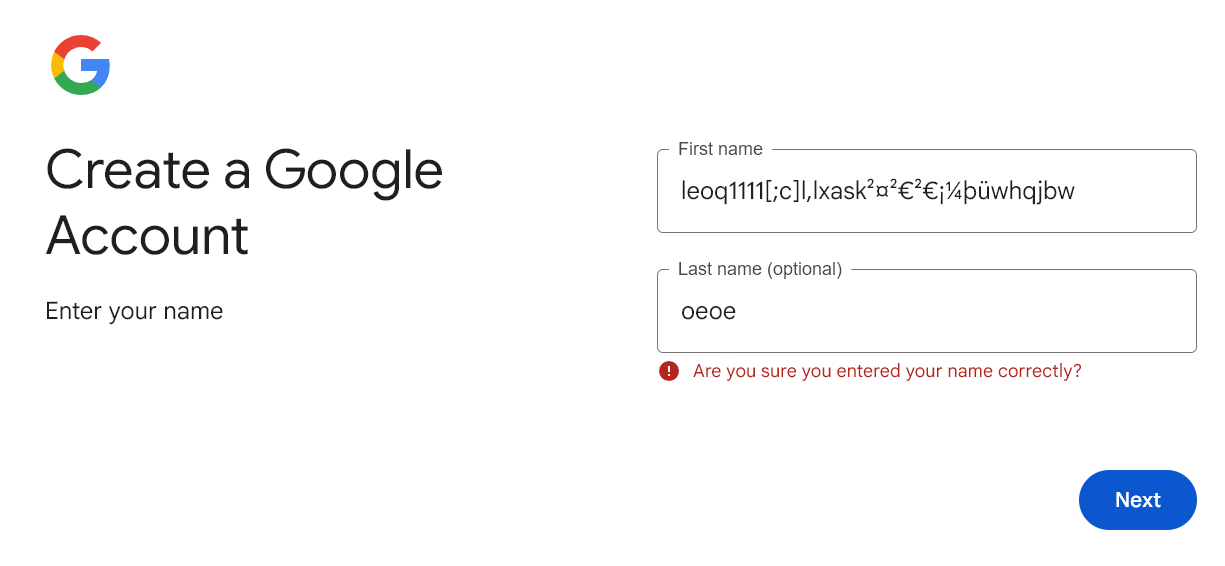 Create a Google
Account
Enter your name
First name
leoq1111[;c]l,lxask²¤²€²€¡¼þüwhqjbw
Last name (optional)
oeoe
Are you sure you entered your name correctly?
Next